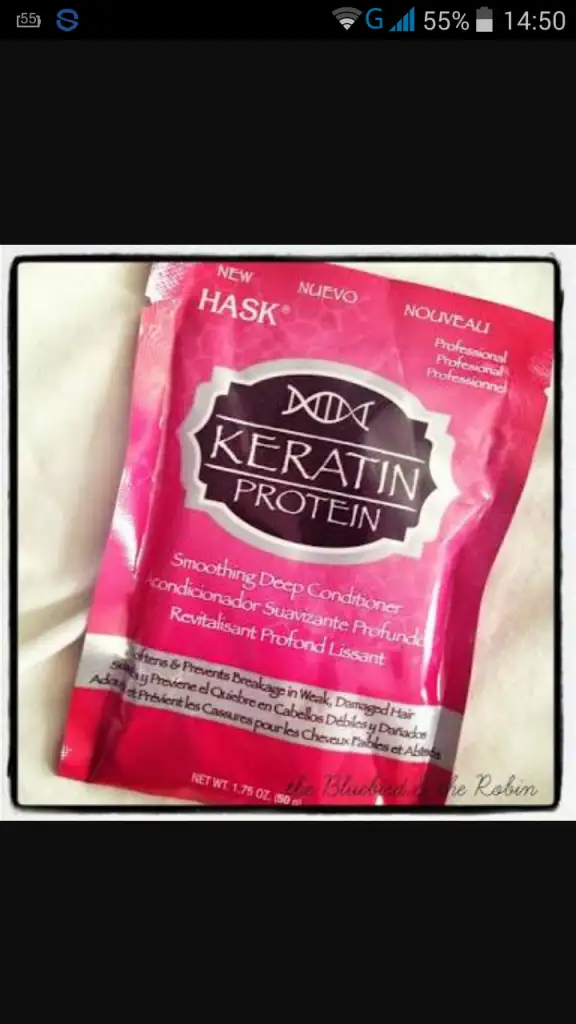 55
G 55% 14:50
NEW NUEVO NOUVEAU
HASK®
Professional
Profesional
Professionnel
KERATIN
PROTEIN
Smoothing Deep Conditioner
Acondicionador Suavizante Profundo
Revitalisant Profond Lissant
Softens & Prevents Breakage in Weak, Damaged Hair
y Previene el Quiebre en Cabellos Débiles y Dañados
et Prévient les Cassures pour les Cheveux Faibles et Abîmés
NET WT. 1.75 OZ. (50 g)
the Bluebird & the Robin